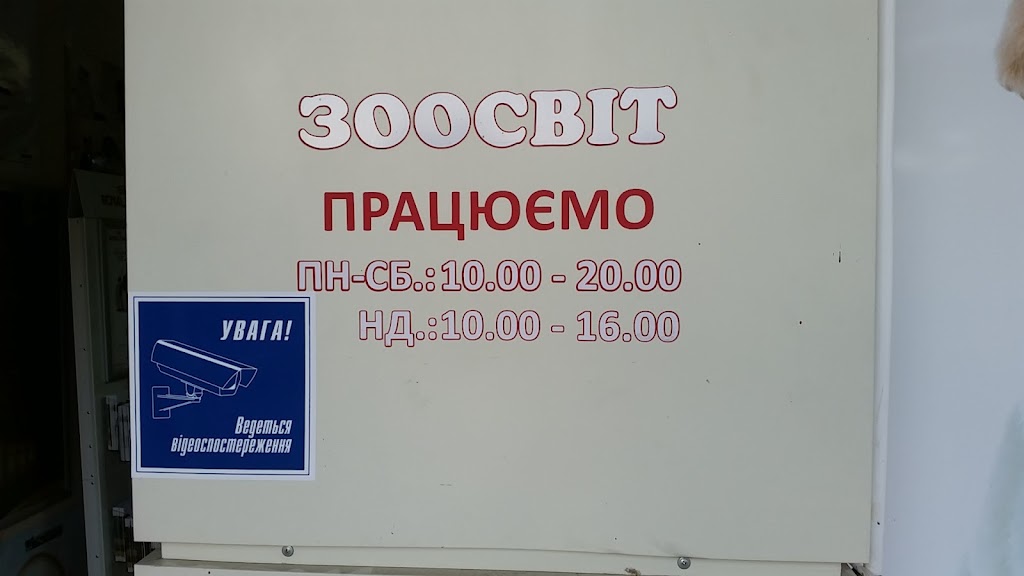 ЗООСВІТ
ПРАЦЮЄМО
ПН-СБ.: 10.00 - 20.00
НД.: 10.00 - 16.00
УВАГА!
Ведеться
відеоспостереження